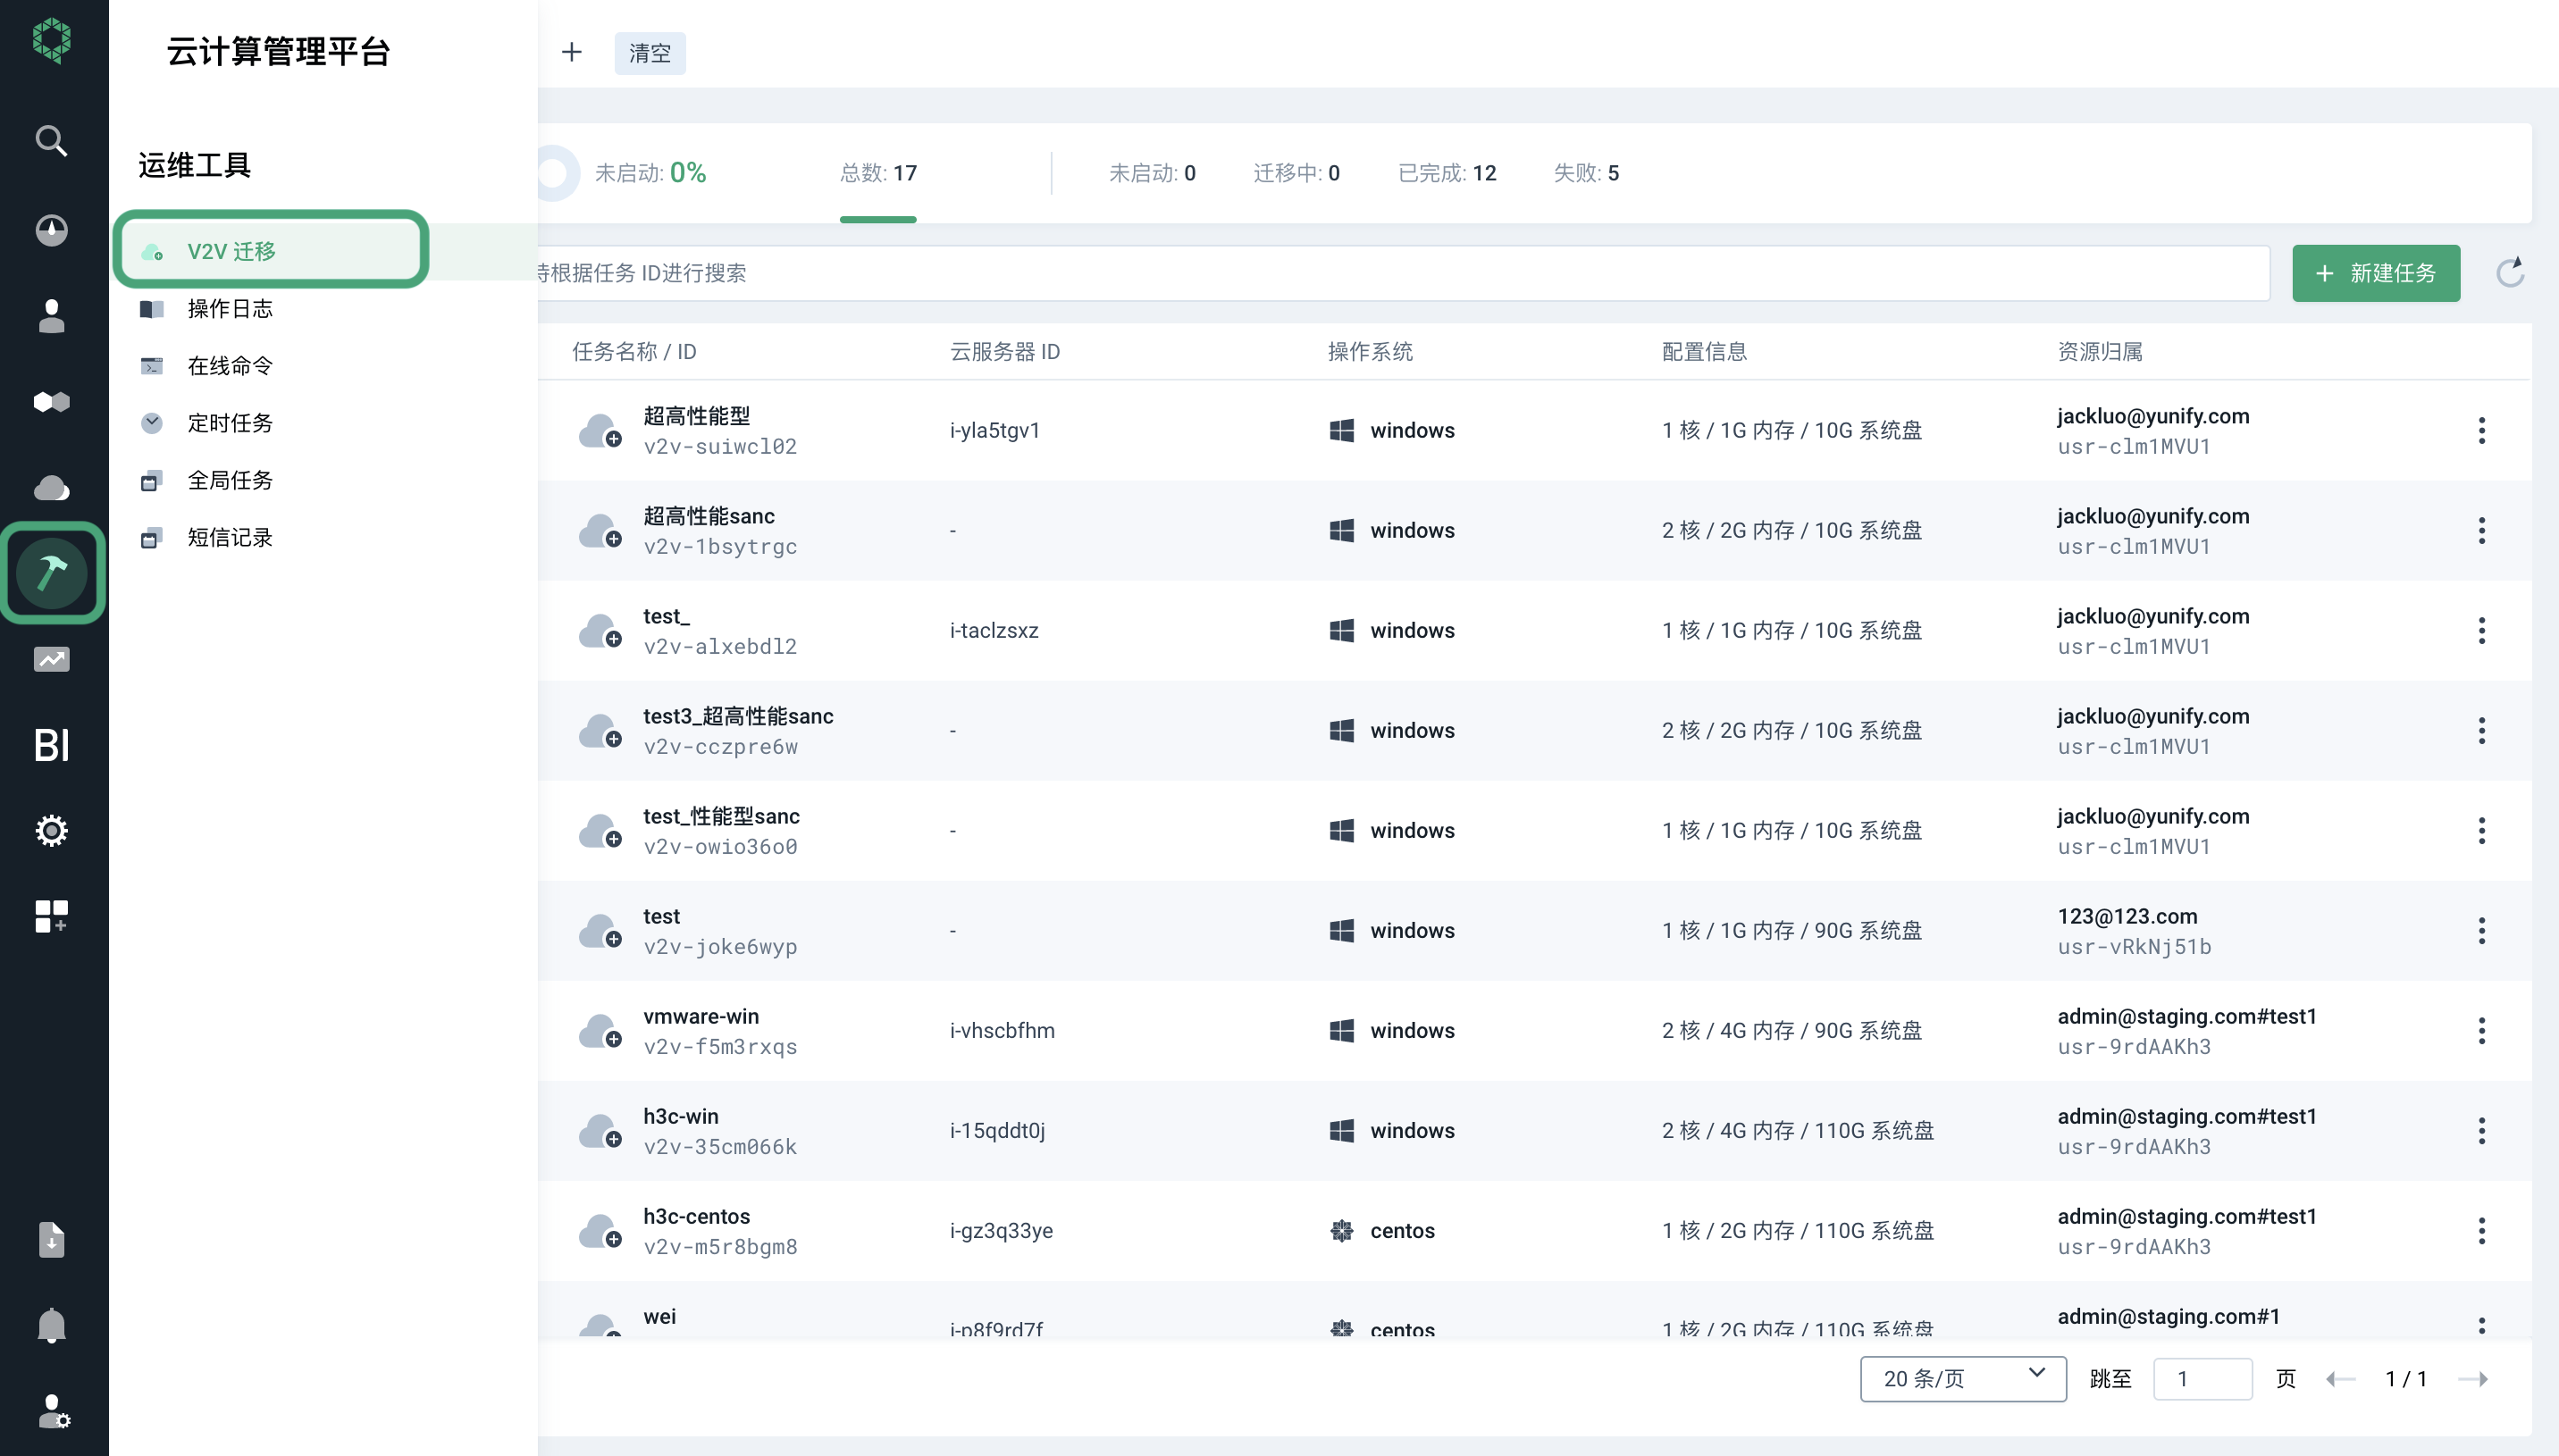 云计算管理平台
清空
运维工具
V2V 迁移
操作日志
在线命令
定时任务
全局任务
短信记录
BI
未启动: 0%
总数: 17
未启动: 0
迁移中: 0
已完成: 12
失败: 5
持根据任务 ID进行搜索
新建任务
任务名称 / ID 云服务器 ID 操作系统 配置信息 资源归属
超高性能型
v2v-suiwcl02
i-yla5tgv1
windows
1 核 / 1G 内存 / 10G 系统盘
jackluo@yunify.com
usr-clm1MVU1
超高性能sanc
v2v-1bsytrgc
-
windows
2 核 / 2G 内存 / 10G 系统盘
jackluo@yunify.com
usr-clm1MVU1
test_
v2v-alxebdl2
i-taclzsxz
windows
1 核 / 1G 内存 / 10G 系统盘
jackluo@yunify.com
usr-clm1MVU1
test3_超高性能sanc
v2v-cczpre6w
-
windows
2 核 / 2G 内存 / 10G 系统盘
jackluo@yunify.com
usr-clm1MVU1
test_性能型sanc
v2v-owio36o0
-
windows
1 核 / 1G 内存 / 10G 系统盘
jackluo@yunify.com
usr-clm1MVU1
test
v2v-joke6wyp
-
windows
1 核 / 1G 内存 / 90G 系统盘
123@123.com
usr-vRkNj51b
vmware-win
v2v-f5m3rxqs
i-vhscbfhm
windows
2 核 / 4G 内存 / 90G 系统盘
admin@staging.com#test1
usr-9rdAAKh3
h3c-win
v2v-35cm066k
i-15qddt0j
windows
2 核 / 4G 内存 / 110G 系统盘
admin@staging.com#test1
usr-9rdAAKh3
h3c-centos
v2v-m5r8bgm8
i-gz3q33ye
centos
1 核 / 2G 内存 / 110G 系统盘
admin@staging.com#test1
usr-9rdAAKh3
wei
i-p8f9rd7f
centos
1 核 / 2G 内存 / 110G 系统盘
admin@staging.com#1
20 条/页 跳至 1 页 1 / 1